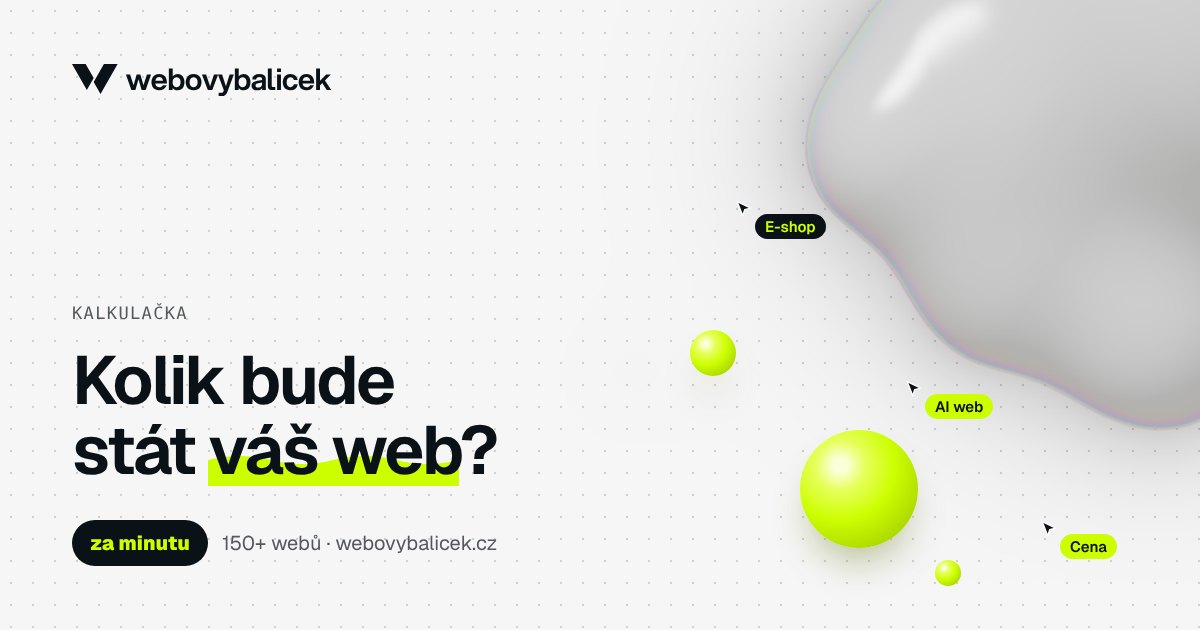 webovybalicek
E-shop
KALKULAČKA
Kolik bude
stát váš web?
AI web
za minutu
150+ webů · webovybalicek.cz
Cena